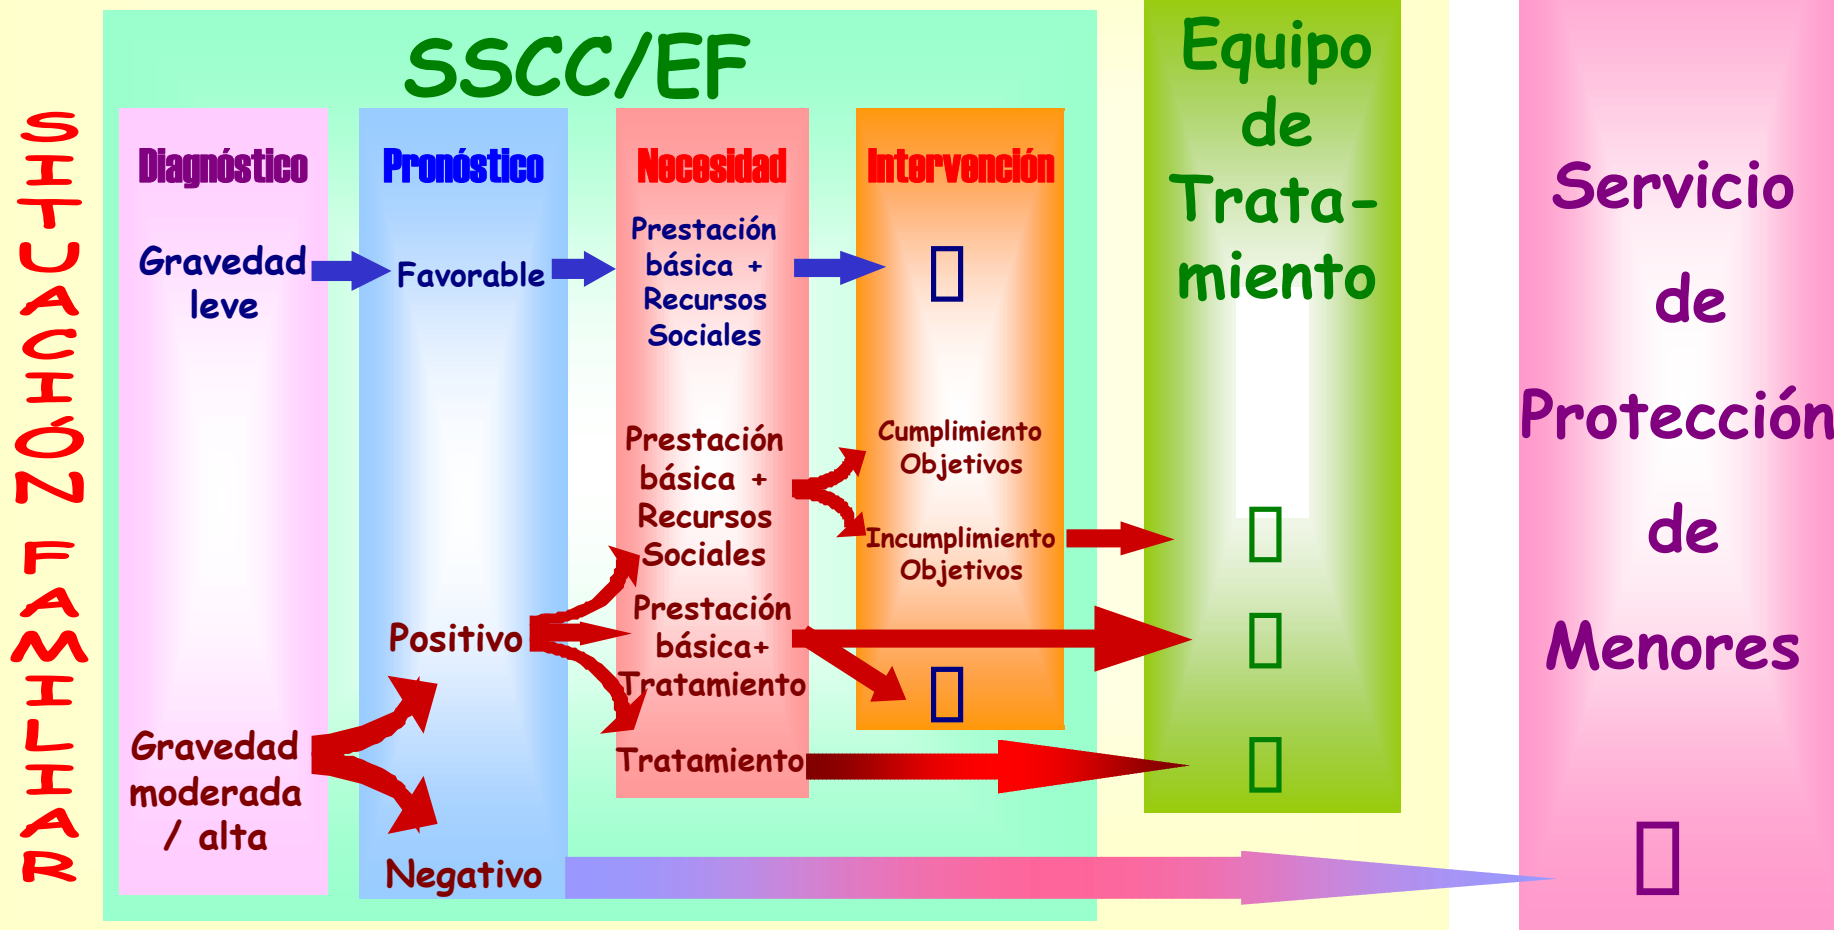 SITUACIÓN FAMILIAR
SSCC/EF
Diagnóstico
Gravedad
leve
Gravedad
moderada
/ alta
Pronóstico
Favorable
Positivo
Negativo
Necesidad
Prestación
básica +
Recursos
Sociales
Prestación
básica +
Recursos
Sociales
Prestación
básica+
Tratamiento
Tratamiento
Intervención
Cumplimiento
Objetivos
Incumplimiento
Objetivos
Equipo
de
Trata-
miento
Servicio
de
Protección
de
Menores